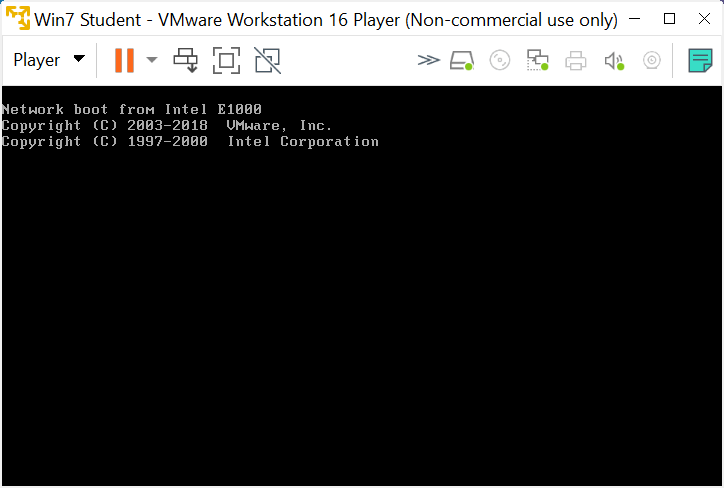 Win7 Student - VMware Workstation 16 Player (Non-commercial use only)
Player
Network boot from Intel E1000
Copyright (C) 2003-2018  VMware, Inc.
Copyright (C) 1997-2000  Intel Corporation